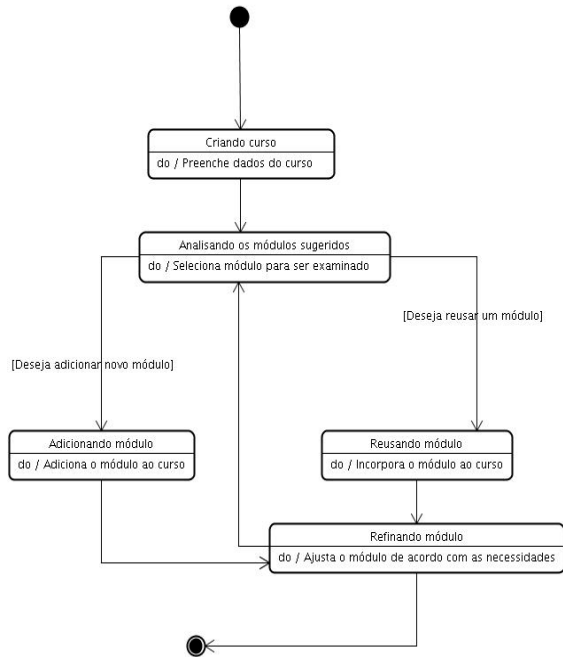 Criando curso
do / Preenche dados do curso
Analisando os módulos sugeridos
do / Seleciona módulo para ser examinado
[Deseja reusar um módulo]
[Deseja adicionar novo módulo]
Adicionando módulo
do / Adiciona o módulo ao curso
Reusando módulo
do / Incorpora o módulo ao curso
Refinando módulo
do / Ajusta o módulo de acordo com as necessidades